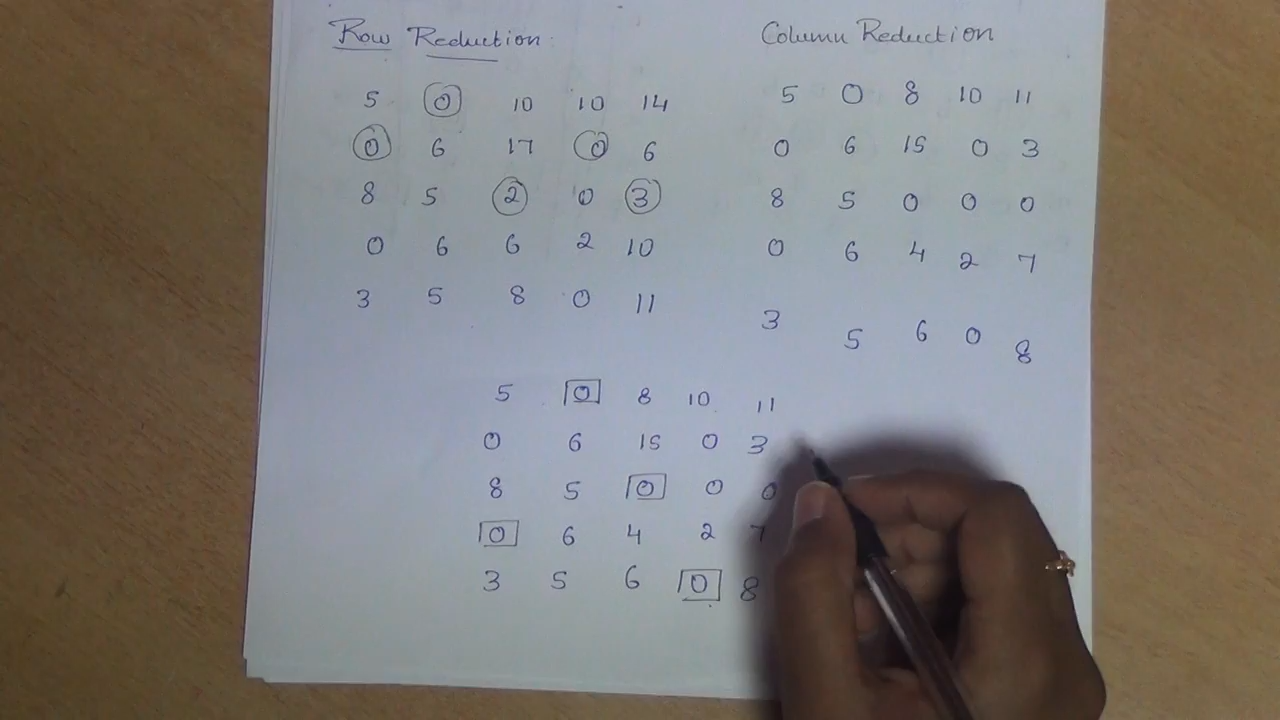 Row Reduction: Column Reduction
5 0 10 10 14
0 6 17 0 6
8 5 2 0 3
0 6 6 2 10
3 5 8 0 11
5 0 8 10 11
0 6 15 0 3
8 5 0 0 0
0 6 4 2 7
3 5 6 0 8
5 0 8 10 11
0 6 15 0 3
8 5 0 0 0
0 6 4 2 7
3 5 6 0 8